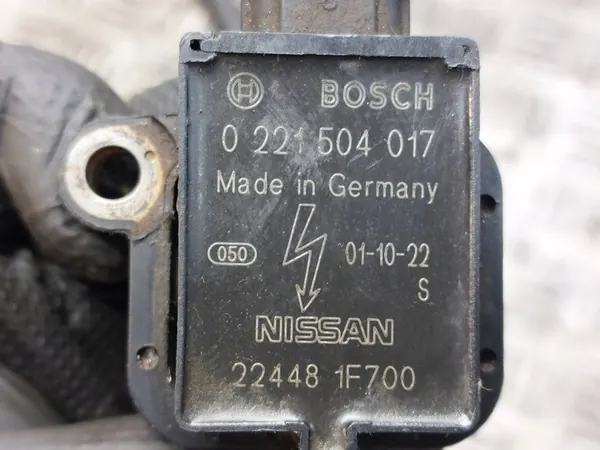 BOSCH
0 221 504 017
Made in Germany
050 01-10-22
S
NISSAN
22448 1F700